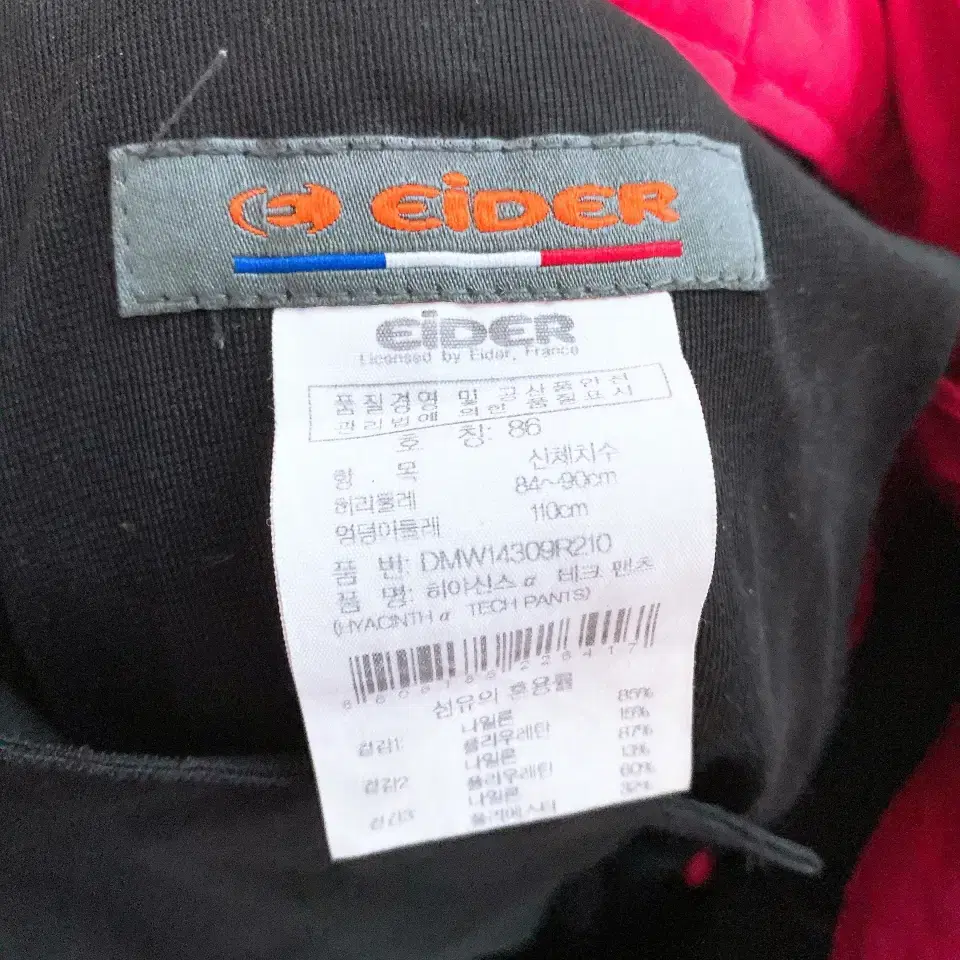 EiDER
EiDER
Licensed by Eider, France
품질경영 및 공산품안전
관리법에 의한 품질표시
호 칭: 86
항 목 신체치수
허리둘레 84~90cm
엉덩이둘레 110cm
품 번: DMW14309R210
품 명: 히야신스α 테크 팬츠
(HYACINTH α TECH PANTS)
섬유의 혼용률
겉감1 나일론 85%
폴리우레탄 15%
겉감2 나일론 87%
폴리우레탄 13%
겉감3 나일론 60%
폴리에스터 32%